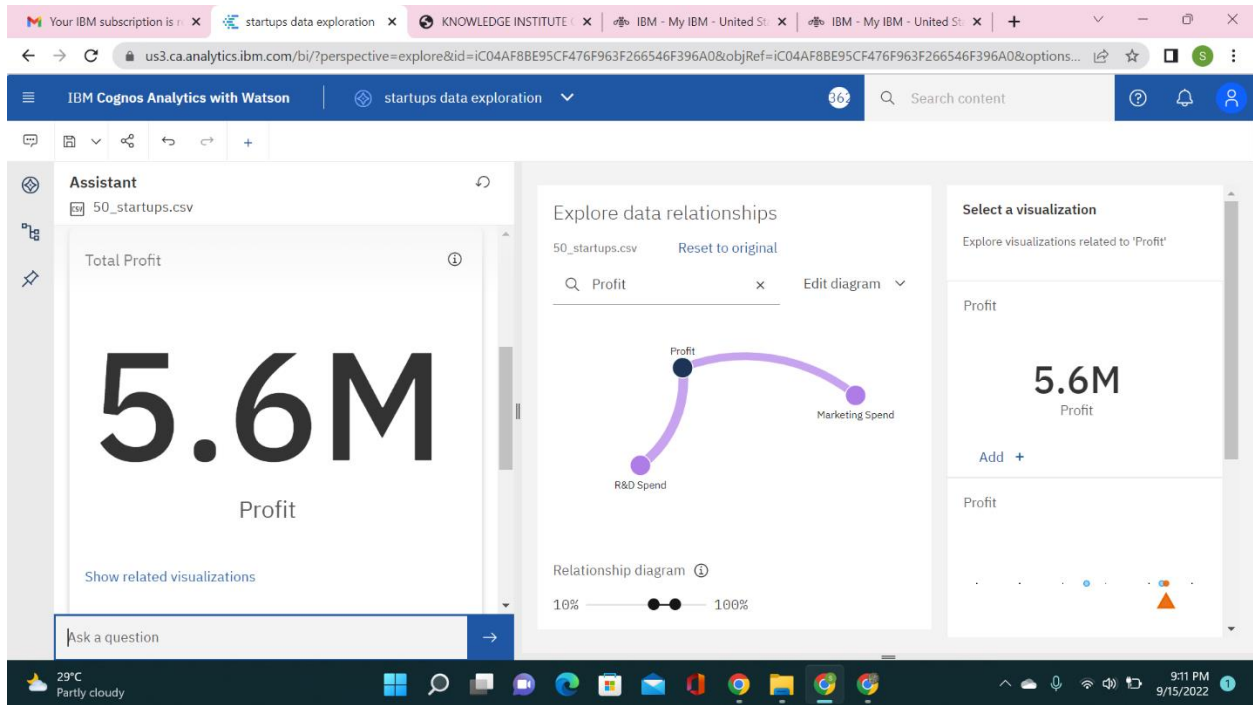 Your IBM subscription is r
startups data exploration
KNOWLEDGE INSTITUTE
IBM - My IBM - United St
IBM - My IBM - United St
us3.ca.analytics.ibm.com/bi/?perspective=explore&id=iC04AF8BE95CF476F963F266546F396A0&objRef=iC04AF8BE95CF476F963F266546F396A0&options...
S
IBM Cognos Analytics with Watson
startups data exploration
362
Search content
Assistant
CSV 50_startups.csv
Total Profit
5.6M
Profit
Show related visualizations
Ask a question
Explore data relationships
50_startups.csv Reset to original
Profit Edit diagram
Profit
Marketing Spend
R&D Spend
Relationship diagram
10% 100%
Select a visualization
Explore visualizations related to 'Profit'
Profit
5.6M
Profit
Add +
Profit
29°C
Partly cloudy
9:11 PM
9/15/2022
1